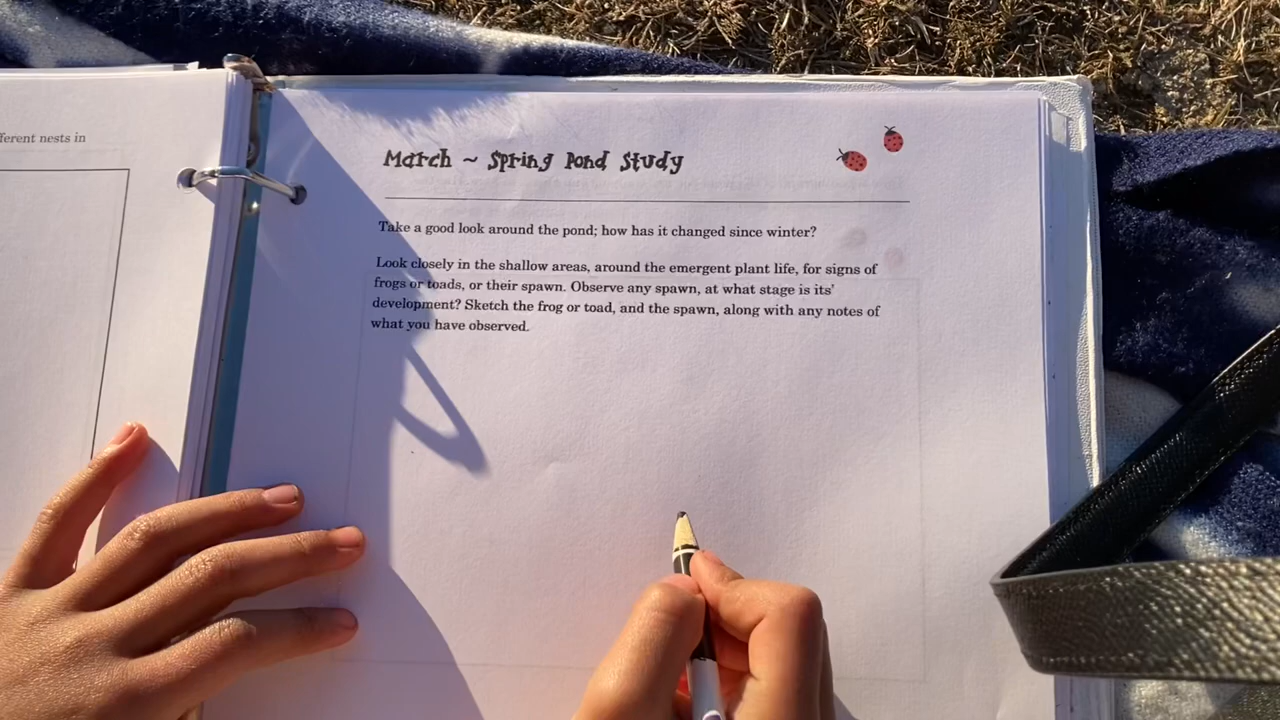 ferent nests in
March ~ Spring Pond Study
Take a good look around the pond; how has it changed since winter?
Look closely in the shallow areas, around the emergent plant life, for signs of
frogs or toads, or their spawn. Observe any spawn, at what stage is its'
development? Sketch the frog or toad, and the spawn, along with any notes of
what you have observed.